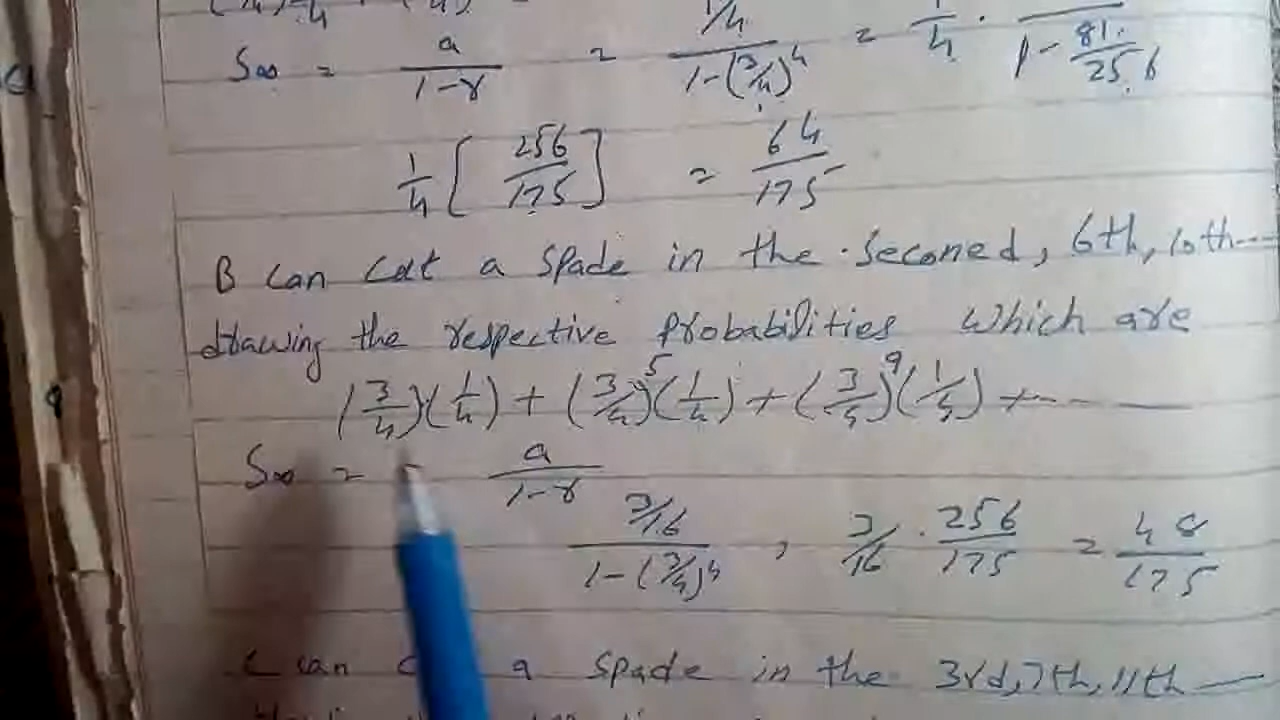 S∞ = a/(1-r) = (1/4)/(1-(3/4)^4) = 1/4 · /(1 - 81/256)
1/4 [256/175] = 64/175
B can cut a spade in the seconed, 6th, 10th---
drawing the respective probabilities which are
(3/4)(1/4) + (3/4)^5(1/4) + (3/4)^9(1/4) + ---
S∞ = a/(1-r)
(3/16)/(1-(3/4)^4) , 3/16 · 256/175 = 48/175
C can a spade in the 3rd, 7th, 11th —